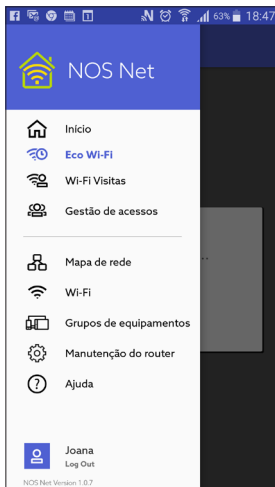 63% 18:47
NOS Net
Início
Eco Wi-Fi
Wi-Fi Visitas
Gestão de acessos
Mapa de rede
Wi-Fi
Grupos de equipamentos
Manutenção do router
? Ajuda
Joana
Log Out
NOS Net Version 1.0.7